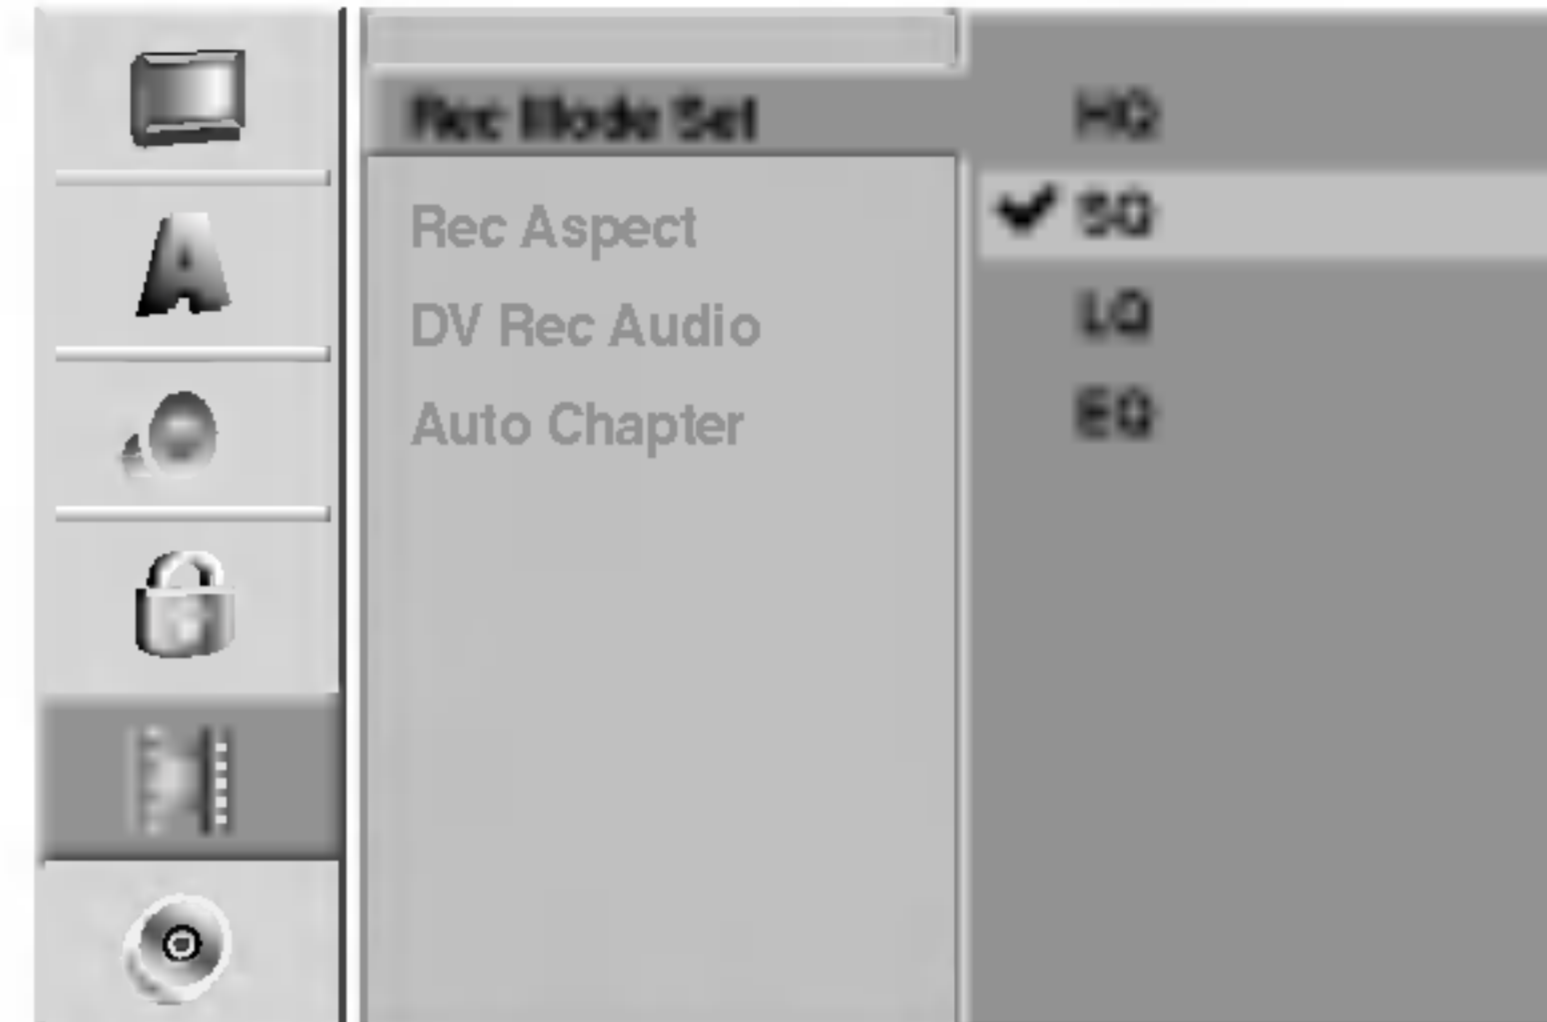 Rec Mode Set
Rec Aspect
DV Rec Audio
Auto Chapter
HQ
SQ
LQ
EQ